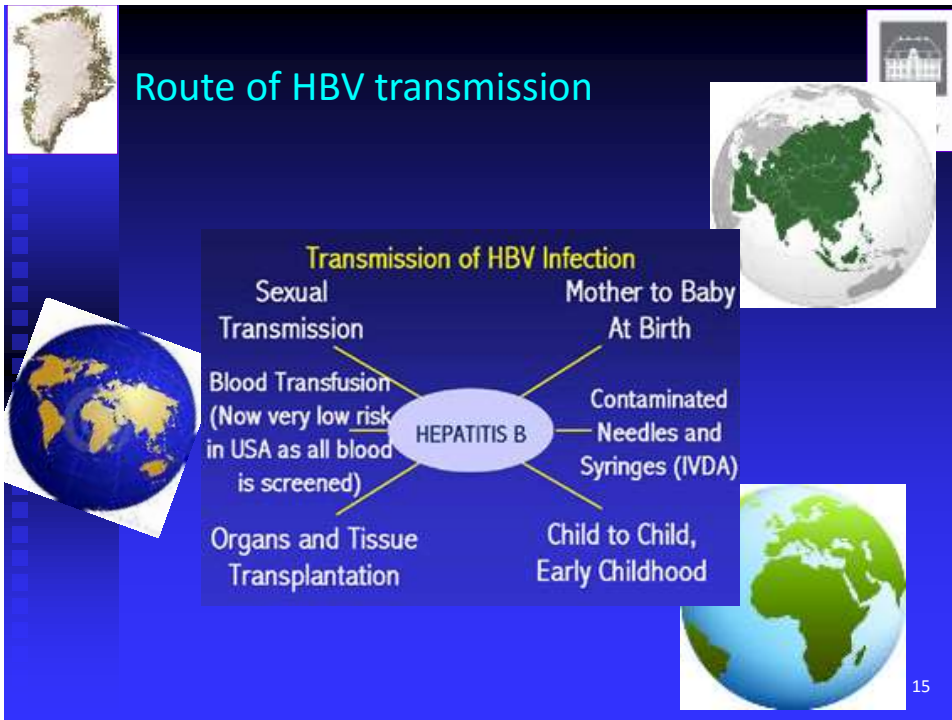 Route of HBV transmission
Transmission of HBV Infection
Sexual
Transmission
Mother to Baby
At Birth
Blood Transfusion
(Now very low risk
in USA as all blood
is screened)
HEPATITIS B
Contaminated
Needles and
Syringes (IVDA)
Organs and Tissue
Transplantation
Child to Child,
Early Childhood
15